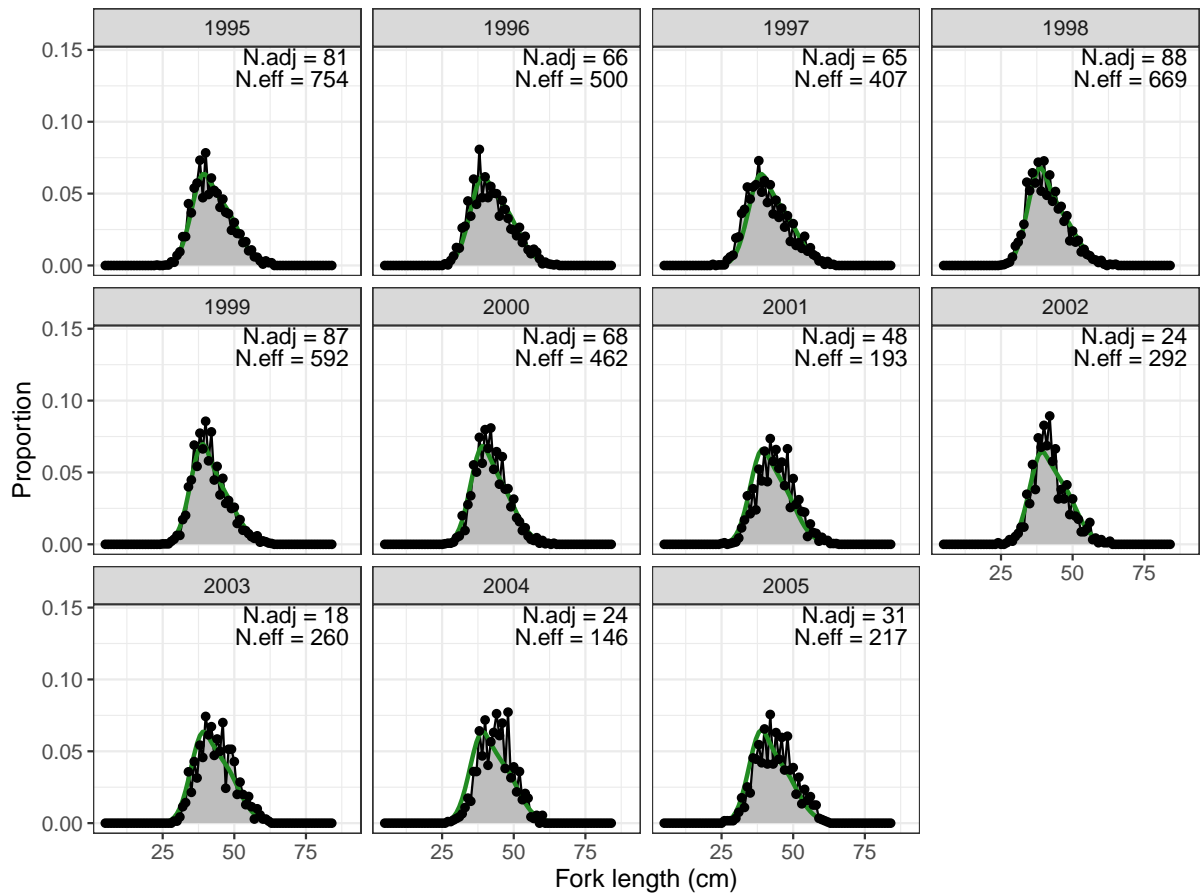 1995 1996 1997 1998
0.15
N.adj = 81 N.adj = 66 N.adj = 65 N.adj = 88
N.eff = 754 N.eff = 500 N.eff = 407 N.eff = 669
0.10
0.05
0.00
1999 2000 2001 2002
0.15
N.adj = 87 N.adj = 68 N.adj = 48 N.adj = 24
N.eff = 592 N.eff = 462 N.eff = 193 N.eff = 292
0.10
0.05
0.00
25 50 75
2003 2004 2005
0.15
N.adj = 18 N.adj = 24 N.adj = 31
N.eff = 260 N.eff = 146 N.eff = 217
0.10
0.05
0.00
25 50 75 25 50 75 25 50 75
Fork length (cm)
Proportion